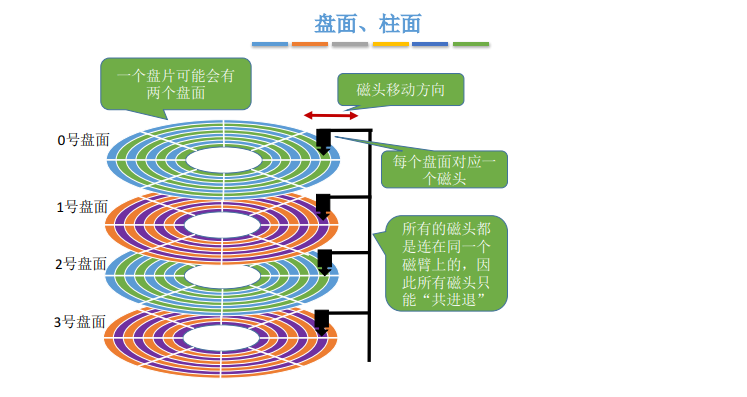 盘面、柱面
一个盘片可能会有
两个盘面
磁头移动方向
0号盘面
每个盘面对应一
个磁头
1号盘面
所有的磁头都
是连在同一个
磁臂上的，因
此所有磁头只
能“共进退”
2号盘面
3号盘面